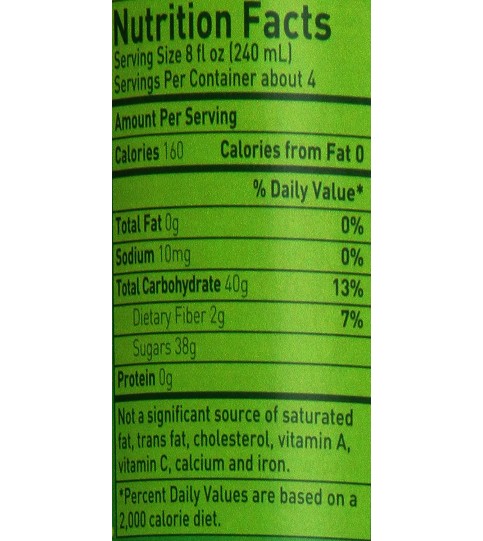 Nutrition Facts
Serving Size 8 fl oz (240 mL)
Servings Per Container about 4
Amount Per Serving
Calories 160 Calories from Fat 0
% Daily Value*
Total Fat 0g 0%
Sodium 10mg 0%
Total Carbohydrate 40g 13%
Dietary Fiber 2g 7%
Sugars 38g
Protein 0g
Not a significant source of saturated
fat, trans fat, cholesterol, vitamin A,
vitamin C, calcium and iron.
*Percent Daily Values are based on a
2,000 calorie diet.